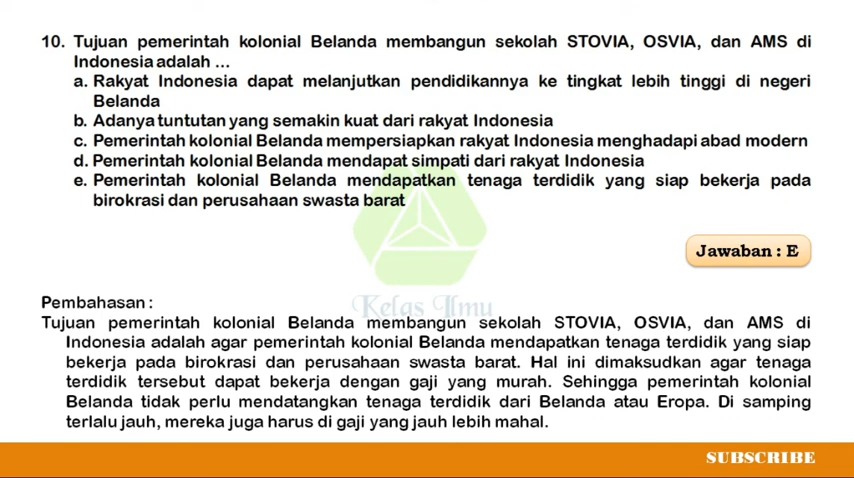 10. Tujuan pemerintah kolonial Belanda membangun sekolah STOVIA, OSVIA, dan AMS di
Indonesia adalah ...
a. Rakyat Indonesia dapat melanjutkan pendidikannya ke tingkat lebih tinggi di negeri
Belanda
b. Adanya tuntutan yang semakin kuat dari rakyat Indonesia
c. Pemerintah kolonial Belanda mempersiapkan rakyat Indonesia menghadapi abad modern
d. Pemerintah kolonial Belanda mendapat simpati dari rakyat Indonesia
e. Pemerintah kolonial Belanda mendapatkan tenaga terdidik yang siap bekerja pada
birokrasi dan perusahaan swasta barat
Jawaban : E
Kelas Ilmu
Pembahasan :
Tujuan pemerintah kolonial Belanda membangun sekolah STOVIA, OSVIA, dan AMS di
Indonesia adalah agar pemerintah kolonial Belanda mendapatkan tenaga terdidik yang siap
bekerja pada birokrasi dan perusahaan swasta barat. Hal ini dimaksudkan agar tenaga
terdidik tersebut dapat bekerja dengan gaji yang murah. Sehingga pemerintah kolonial
Belanda tidak perlu mendatangkan tenaga terdidik dari Belanda atau Eropa. Di samping
terlalu jauh, mereka juga harus di gaji yang jauh lebih mahal.
SUBSCRIBE